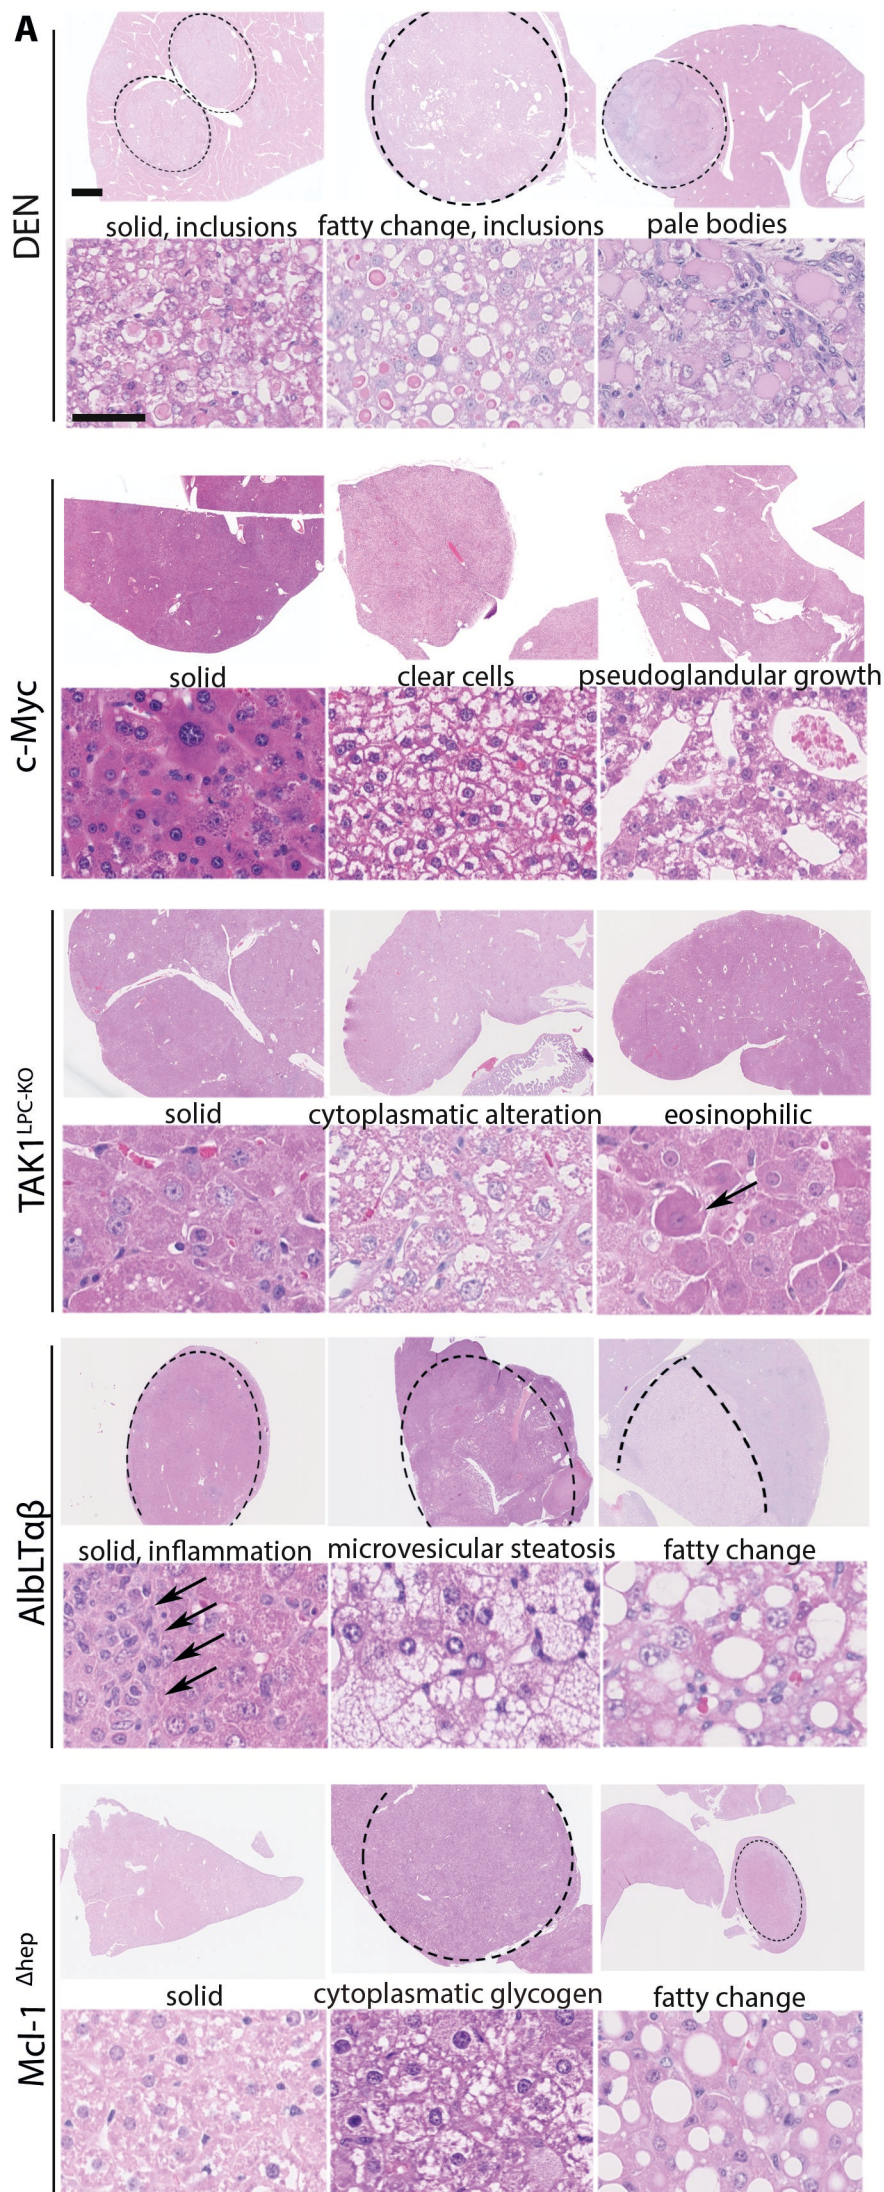 A
DEN
solid, inclusions
fatty change, inclusions
pale bodies
c-Myc
solid
clear cells
pseudoglandular growth
TAK1LPC-KO
solid
cytoplasmatic alteration
eosinophilic
AlbLTαβ
solid, inflammation
microvesicular steatosis
fatty change
Mcl-1 Δhep
solid
cytoplasmatic glycogen
fatty change